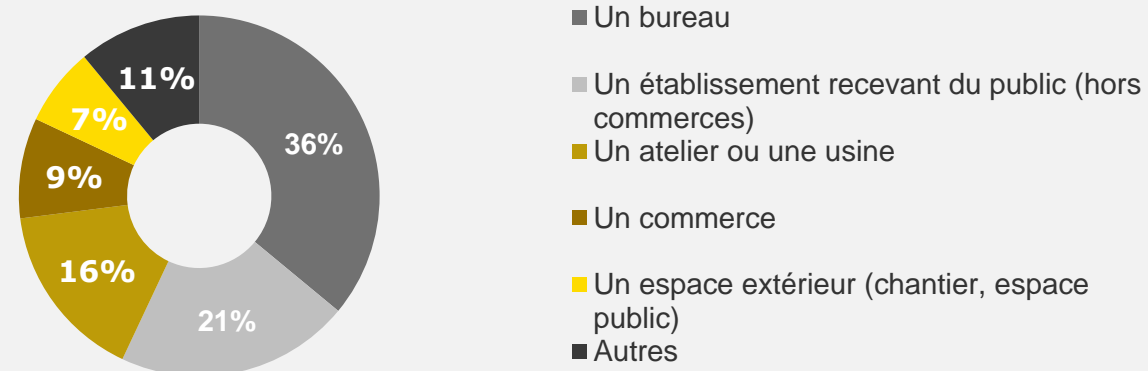 36%
21%
16%
9%
7%
11%
Un bureau
Un établissement recevant du public (hors
commerces)
Un atelier ou une usine
Un commerce
Un espace extérieur (chantier, espace
public)
Autres